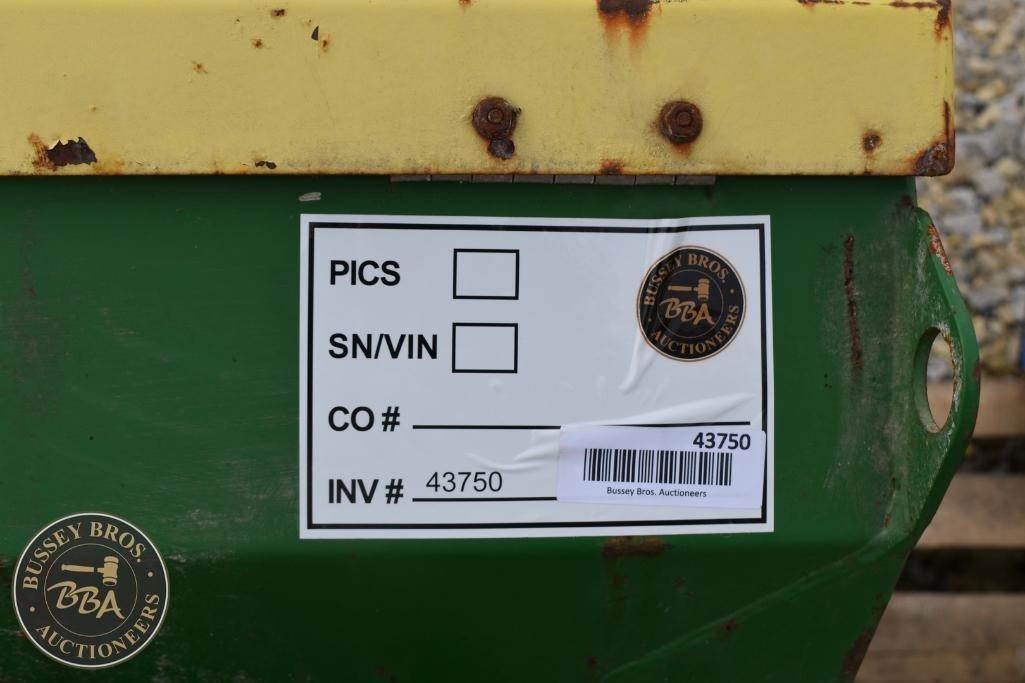 PICS
BUSSEY BROS.
BBA
AUCTIONEERS
SN/VIN
CO #
43750
Bussey Bros. Auctioneers
INV # 43750
BUSSEY BROS.
BBA
AUCTIONEERS